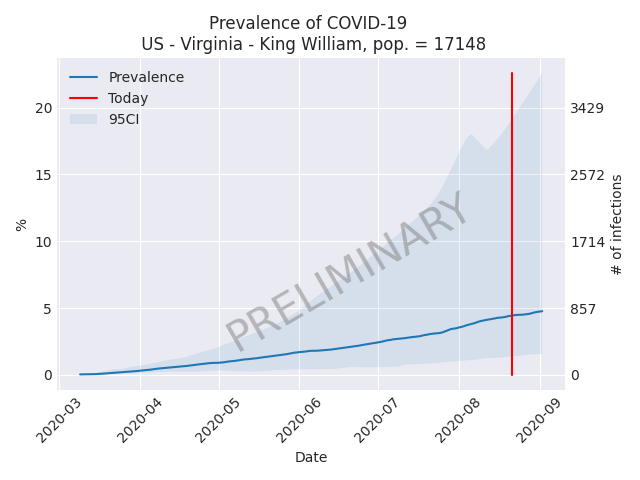 Prevalence of COVID-19
US - Virginia - King William, pop. = 17148
Prevalence
Today
95CI
%
20
15
10
5
0
3429
2572
1714
857
0
# of infections
PRELIMINARY
2020-03
2020-04
2020-05
2020-06
2020-07
2020-08
2020-09
Date